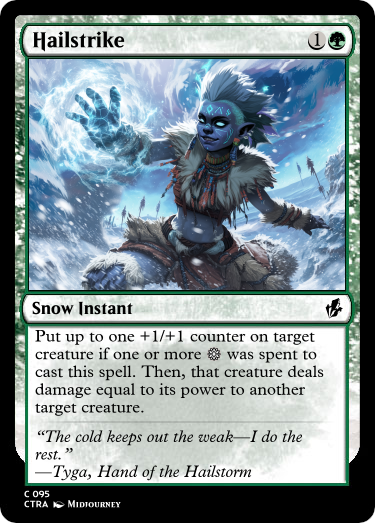 Hailstrike 1
Snow Instant
Put up to one +1/+1 counter on target
creature if one or more was spent to
cast this spell. Then, that creature deals
damage equal to its power to another
target creature.
“The cold keeps out the weak—I do the
rest.”
—Tyga, Hand of the Hailstorm
C 095
CTRA Midjourney